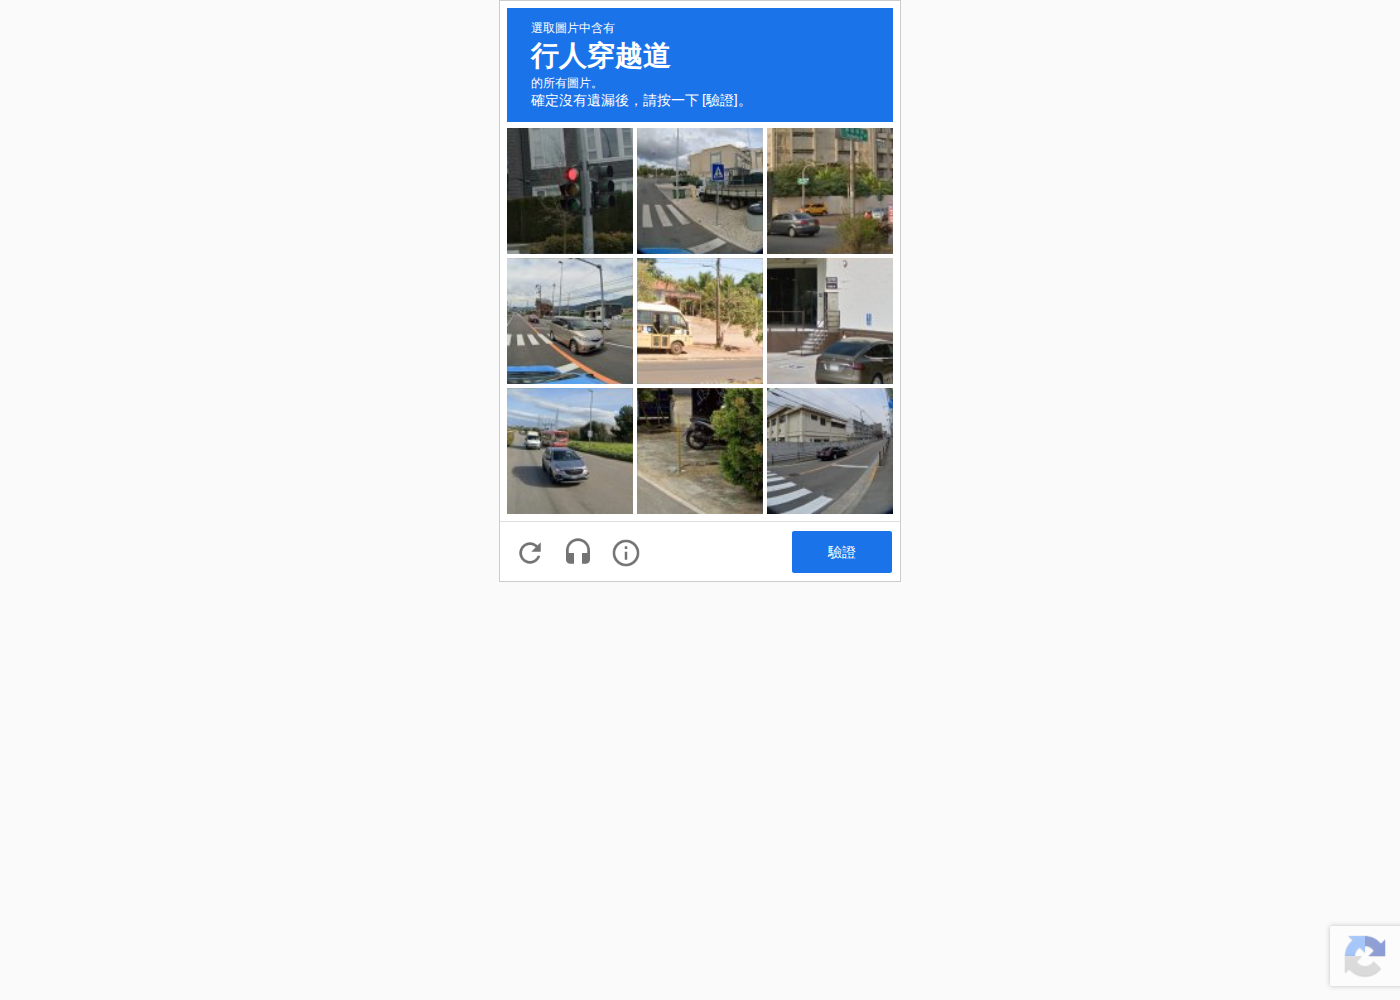 選取圖片中含有
行人穿越道
的所有圖片。
確定沒有遺漏後，請按一下 [驗證]。
驗證